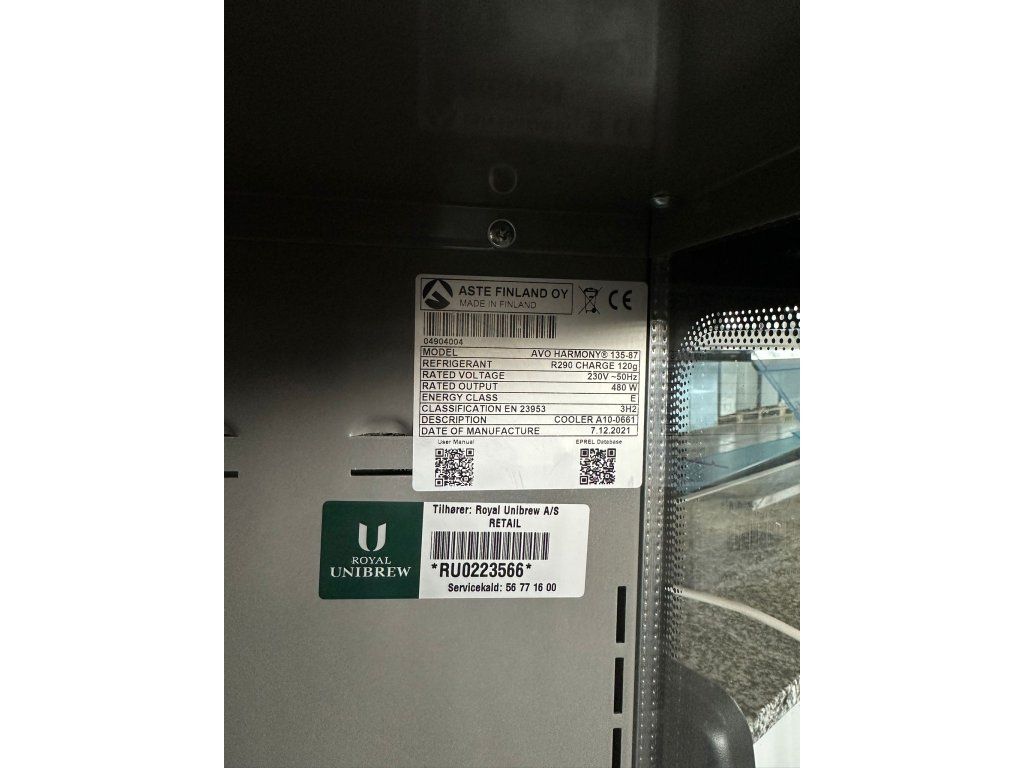 ASTE FINLAND OY
MADE IN FINLAND
CE
04904004
MODEL AVO HARMONY® 135-87
REFRIGERANT R290 CHARGE 120g
RATED VOLTAGE 230V ~50Hz
RATED OUTPUT 480 W
ENERGY CLASS E
CLASSIFICATION EN 23953 3H2
DESCRIPTION COOLER A10-0661
DATE OF MANUFACTURE 7.12.2021
User Manual EPREL Database
Tilhører: Royal Unibrew A/S
RETAIL
ROYAL
UNIBREW
*RU0223566*
Servicekald: 56 77 16 00